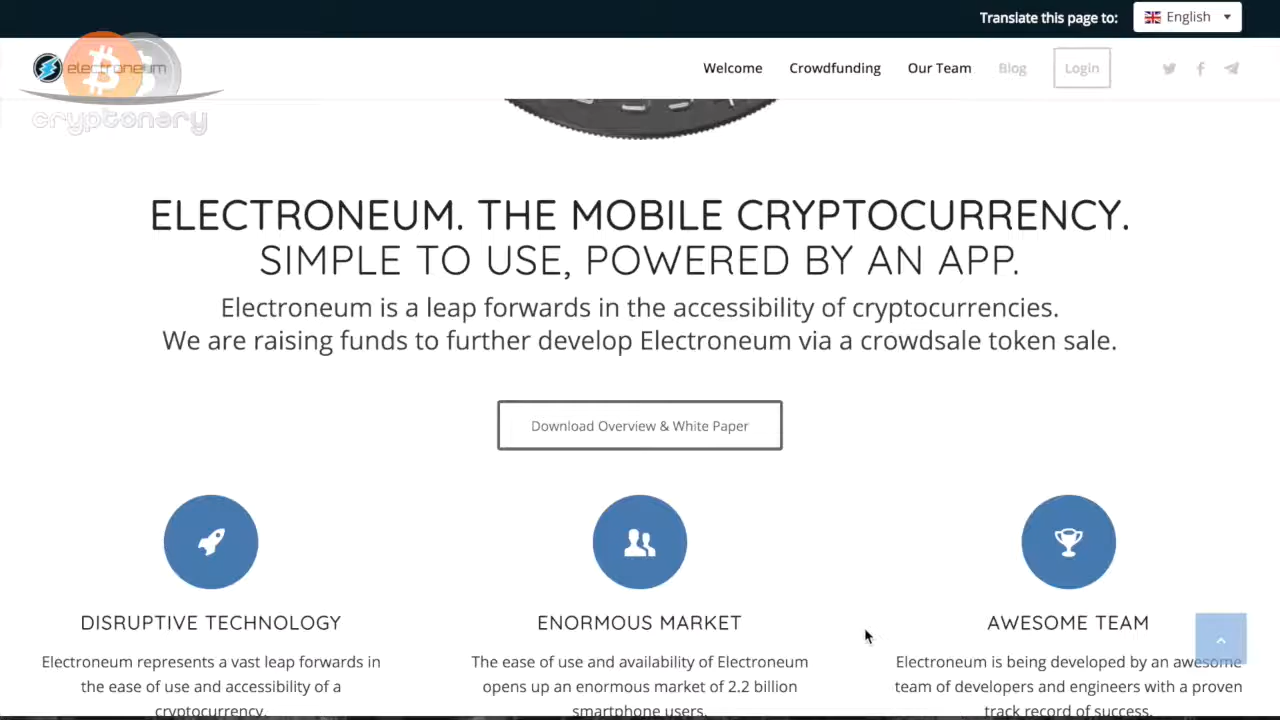 Translate this page to:
English
electroneum
cryptonary
Welcome
Crowdfunding
Our Team
Blog
Login
ELECTRONEUM. THE MOBILE CRYPTOCURRENCY.
SIMPLE TO USE, POWERED BY AN APP.
Electroneum is a leap forwards in the accessibility of cryptocurrencies.
We are raising funds to further develop Electroneum via a crowdsale token sale.
Download Overview & White Paper
DISRUPTIVE TECHNOLOGY
Electroneum represents a vast leap forwards in
the ease of use and accessibility of a
cryptocurrency.
ENORMOUS MARKET
The ease of use and availability of Electroneum
opens up an enormous market of 2.2 billion
smartphone users.
AWESOME TEAM
Electroneum is being developed by an awesome
team of developers and engineers with a proven
track record of success.